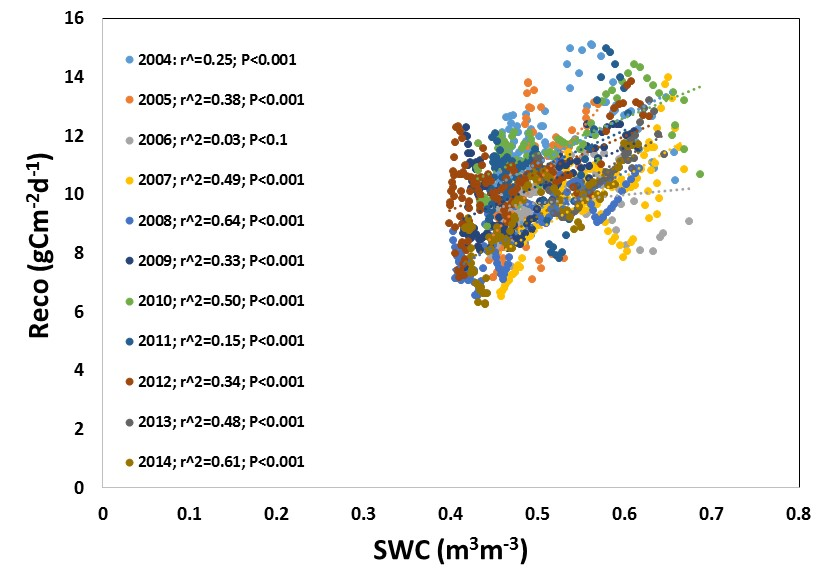 16
14
12
10
8
6
4
2
0
Reco (gCm-2d-1)
2004: r^=0.25; P<0.001
2005; r^2=0.38; P<0.001
2006; r^2=0.03; P<0.1
2007; r^2=0.49; P<0.001
2008; r^2=0.64; P<0.001
2009; r^2=0.33; P<0.001
2010; r^2=0.50; P<0.001
2011; r^2=0.15; P<0.001
2012; r^2=0.34; P<0.001
2013; r^2=0.48; P<0.001
2014; r^2=0.61; P<0.001
0 0.1 0.2 0.3 0.4 0.5 0.6 0.7 0.8
SWC (m3m-3)